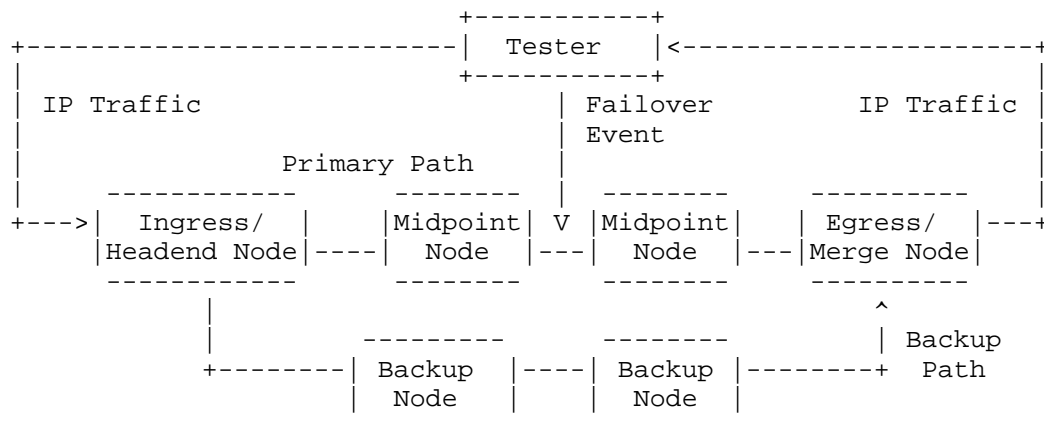 Tester
IP Traffic Failover IP Traffic
Event
Primary Path
Ingress/ Midpoint V Midpoint Egress/
Headend Node Node Node Merge Node
Backup
Backup Backup Path
Node Node